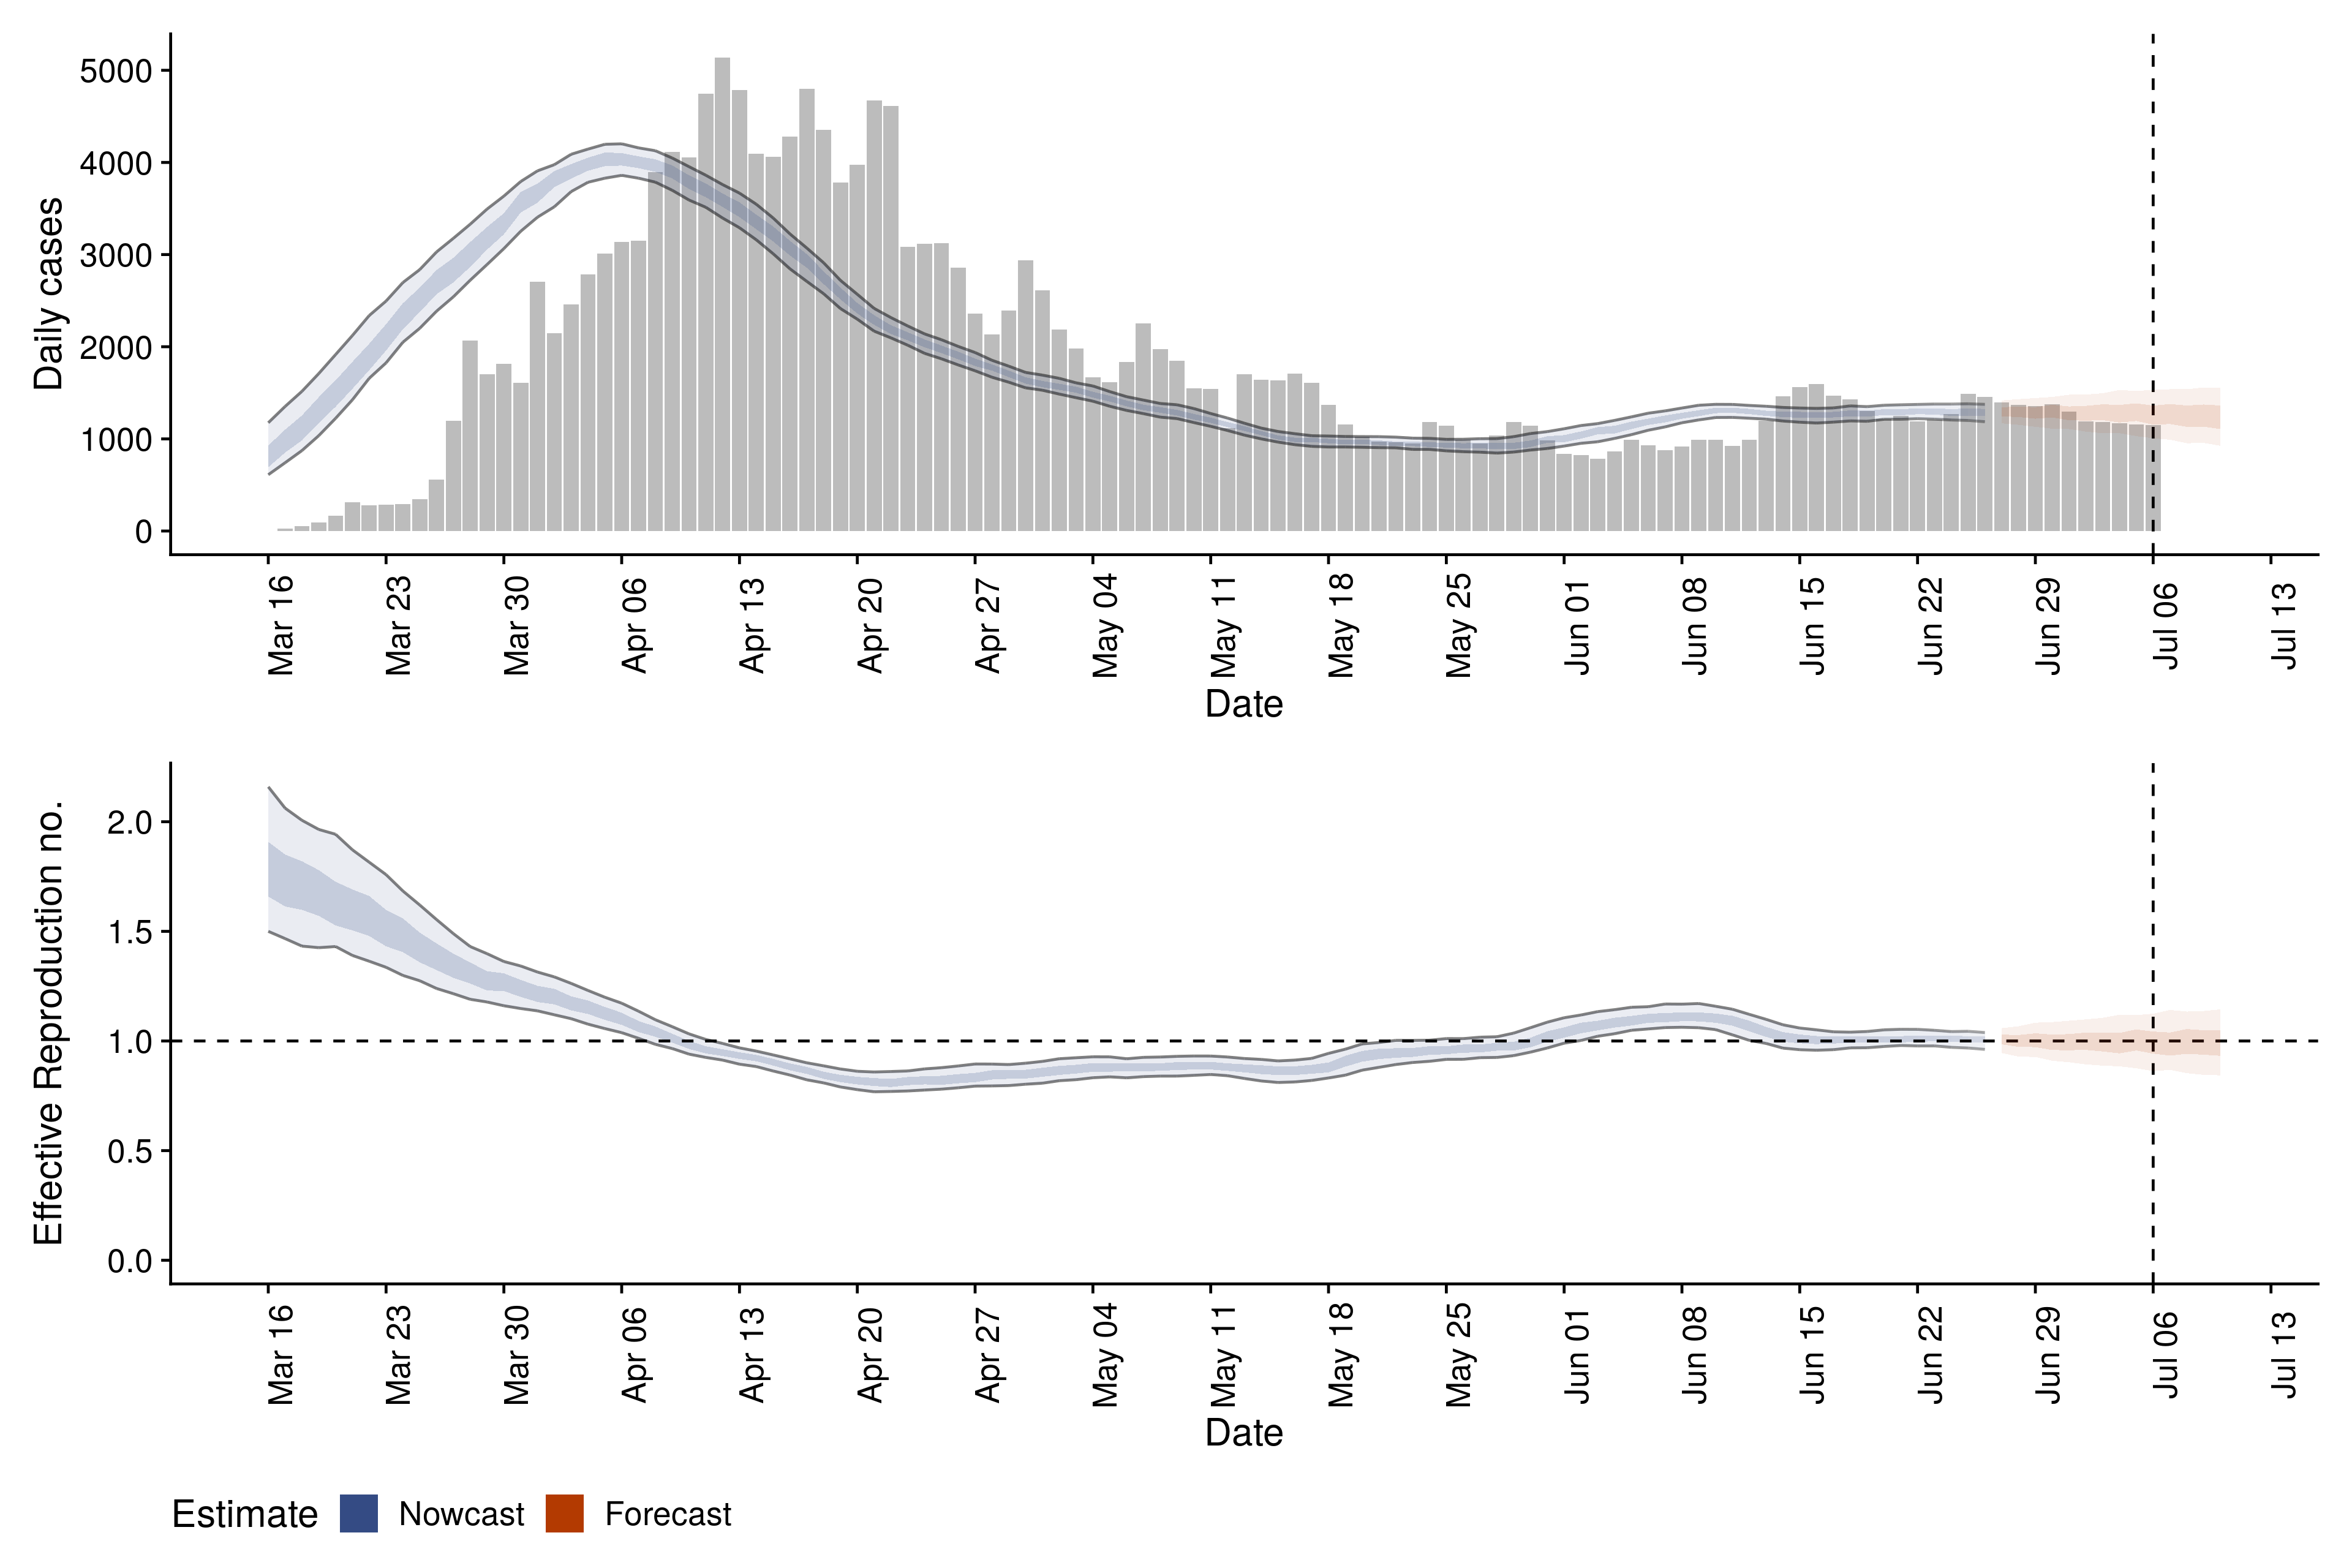 Daily cases
5000
4000
3000
2000
1000
0
Mar 16 Mar 23 Mar 30 Apr 06 Apr 13 Apr 20 Apr 27 May 04 May 11 May 18 May 25 Jun 01 Jun 08 Jun 15 Jun 22 Jun 29 Jul 06 Jul 13
Date
Effective Reproduction no.
2.0
1.5
1.0
0.5
0.0
Mar 16 Mar 23 Mar 30 Apr 06 Apr 13 Apr 20 Apr 27 May 04 May 11 May 18 May 25 Jun 01 Jun 08 Jun 15 Jun 22 Jun 29 Jul 06 Jul 13
Date
Estimate Nowcast Forecast